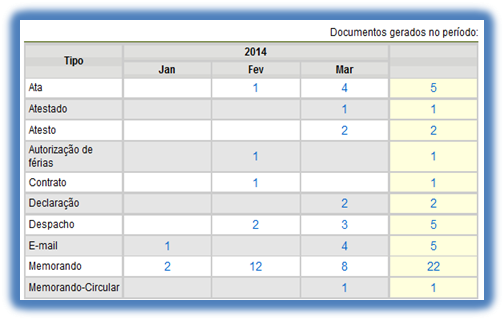 Documentos gerados no período:
Tipo 2014
Jan Fev Mar
Ata 1 4 5
Atestado 1 1
Atesto 2 2
Autorização de
férias 1 1
Contrato 1 1
Declaração 2 2
Despacho 2 3 5
E-mail 1 4 5
Memorando 2 12 8 22
Memorando-Circular 1 1